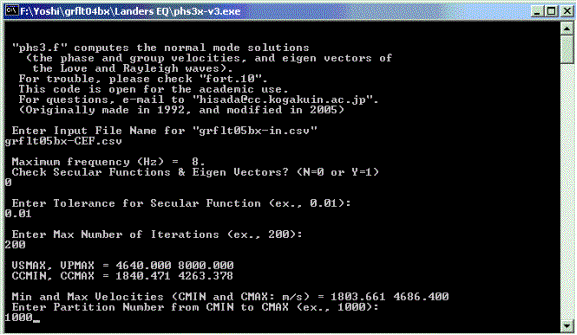 F:\Yoshi\grflt04bx\Landers EQ\phs3x-v3.exe
"phs3.f" computes the normal mode solutions
(the phase and group velocities, and eigen vectors of
the Love and Rayleigh waves).
For trouble, please check "fort.10".
This code is open for the academic use.
For questions, e-mail to "hisada@cc.kogakuin.ac.jp".
(Originally made in 1992, and modified in 2005)
Enter Input File Name for "grflt05bx-in.csv"
grflt05bx-CEF.csv
Maximum frequency (Hz) =  8.
Check Secular Functions & Eigen Vectors? (N=0 or Y=1)
0
Enter Tolerance for Secular Function (ex., 0.01):
0.01
Enter Max Number of Iterations (ex., 200):
200
VSMAX, VPMAX = 4640.000 8000.000
CCMIN, CCMAX = 1840.471 4263.378
Min and Max Velocities (CMIN and CMAX: m/s) = 1803.661 4686.400
Enter Partition Number from CMIN to CMAX (ex., 1000):
1000_